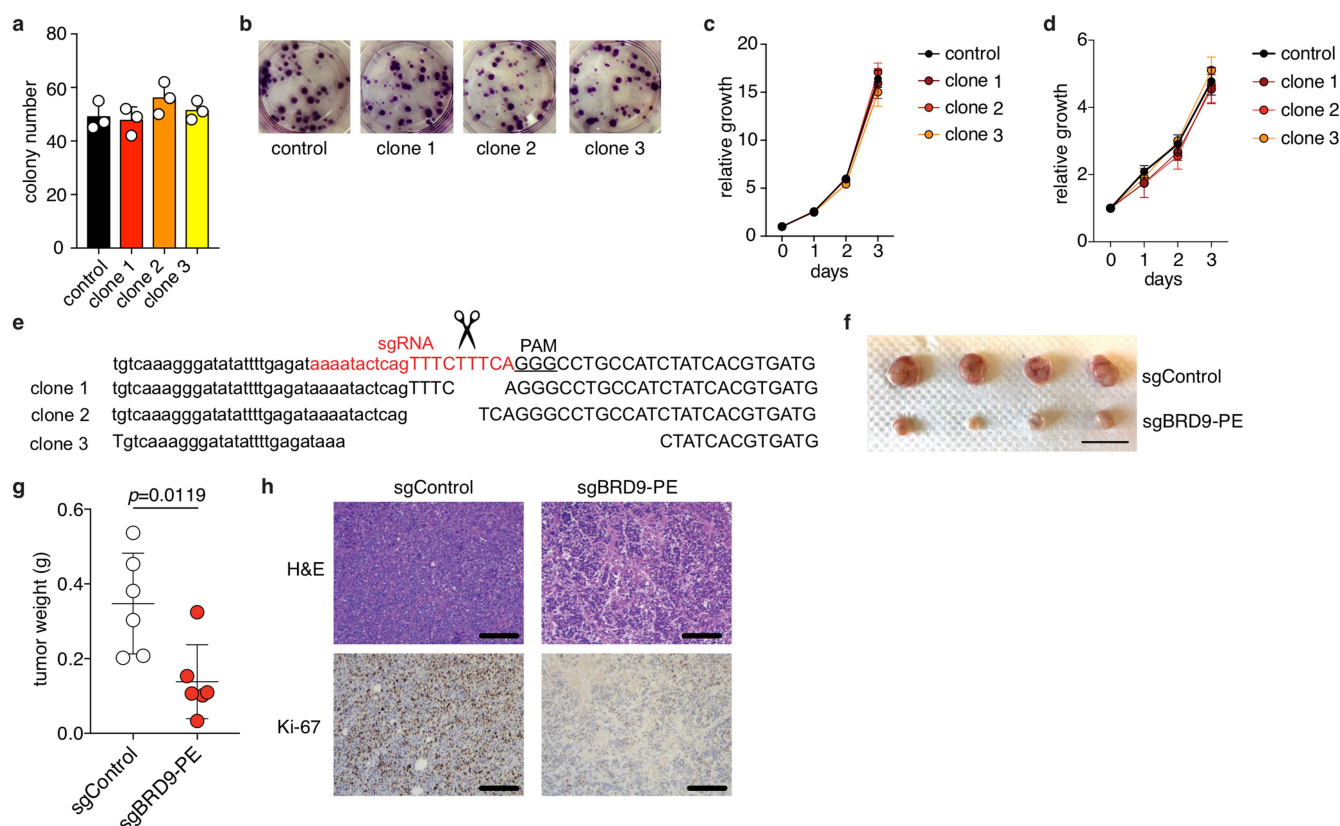 a
colony number
80
60
40
20
0
control
clone 1
clone 2
clone 3
b
control
clone 1
clone 2
clone 3
c
relative growth
20
15
10
5
0
0 1 2 3
days
control
clone 1
clone 2
clone 3
d
relative growth
6
4
2
0
0 1 2 3
days
control
clone 1
clone 2
clone 3
e
sgRNA
PAM
tgtcaaagggatatattttgagataaaatactcagTTTCTTTCAGGGCCTGCCATCTATCACGTGATG
clone 1 tgtcaaagggatatattttgagataaaatactcagTTTC AGGGCCTGCCATCTATCACGTGATG
clone 2 tgtcaaagggatatattttgagataaaatactcag TCAGGGCCTGCCATCTATCACGTGATG
clone 3 Tgtcaaagggatatattttgagataaa CTATCACGTGATG
f
sgControl
sgBRD9-PE
g
p=0.0119
tumor weight (g)
0.6
0.4
0.2
0.0
sgControl
sgBRD9-PE
h
sgControl sgBRD9-PE
H&E
Ki-67